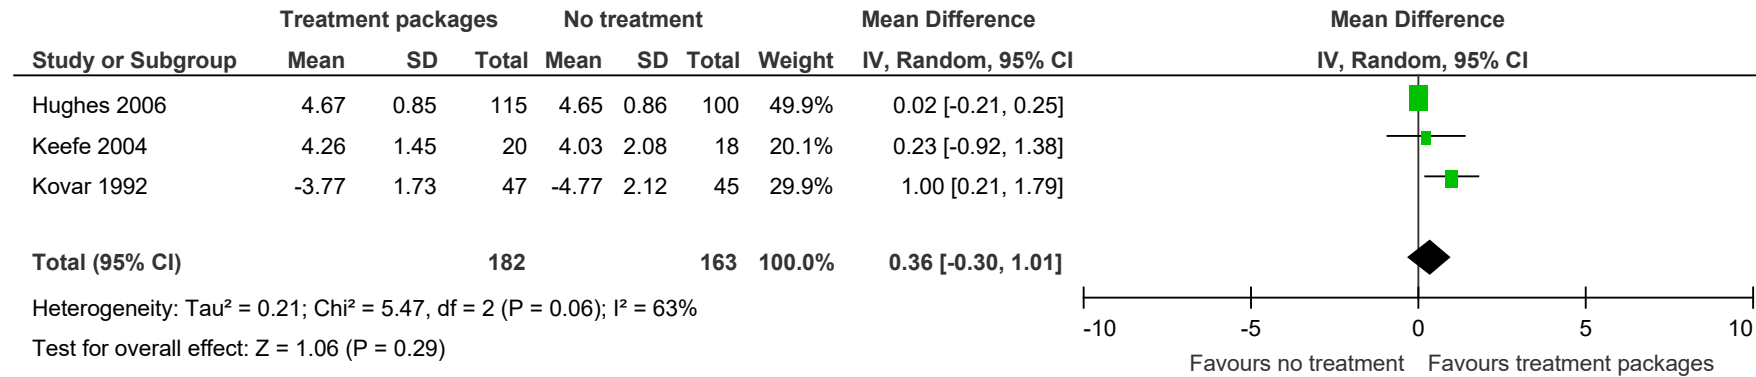 Treatment packages No treatment Mean Difference Mean Difference
Study or Subgroup Mean SD Total Mean SD Total Weight IV, Random, 95% CI IV, Random, 95% CI
Hughes 2006 4.67 0.85 115 4.65 0.86 100 49.9% 0.02 [-0.21, 0.25]
Keefe 2004 4.26 1.45 20 4.03 2.08 18 20.1% 0.23 [-0.92, 1.38]
Kovar 1992 -3.77 1.73 47 -4.77 2.12 45 29.9% 1.00 [0.21, 1.79]
Total (95% CI) 182 163 100.0% 0.36 [-0.30, 1.01]
Heterogeneity: Tau² = 0.21; Chi² = 5.47, df = 2 (P = 0.06); I² = 63%
-10 -5 0 5 10
Test for overall effect: Z = 1.06 (P = 0.29)
Favours no treatment Favours treatment packages